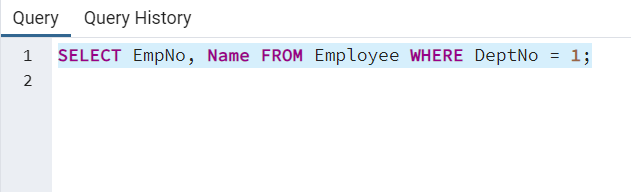 Query Query History
1 SELECT EmpNo, Name FROM Employee WHERE DeptNo = 1;
2